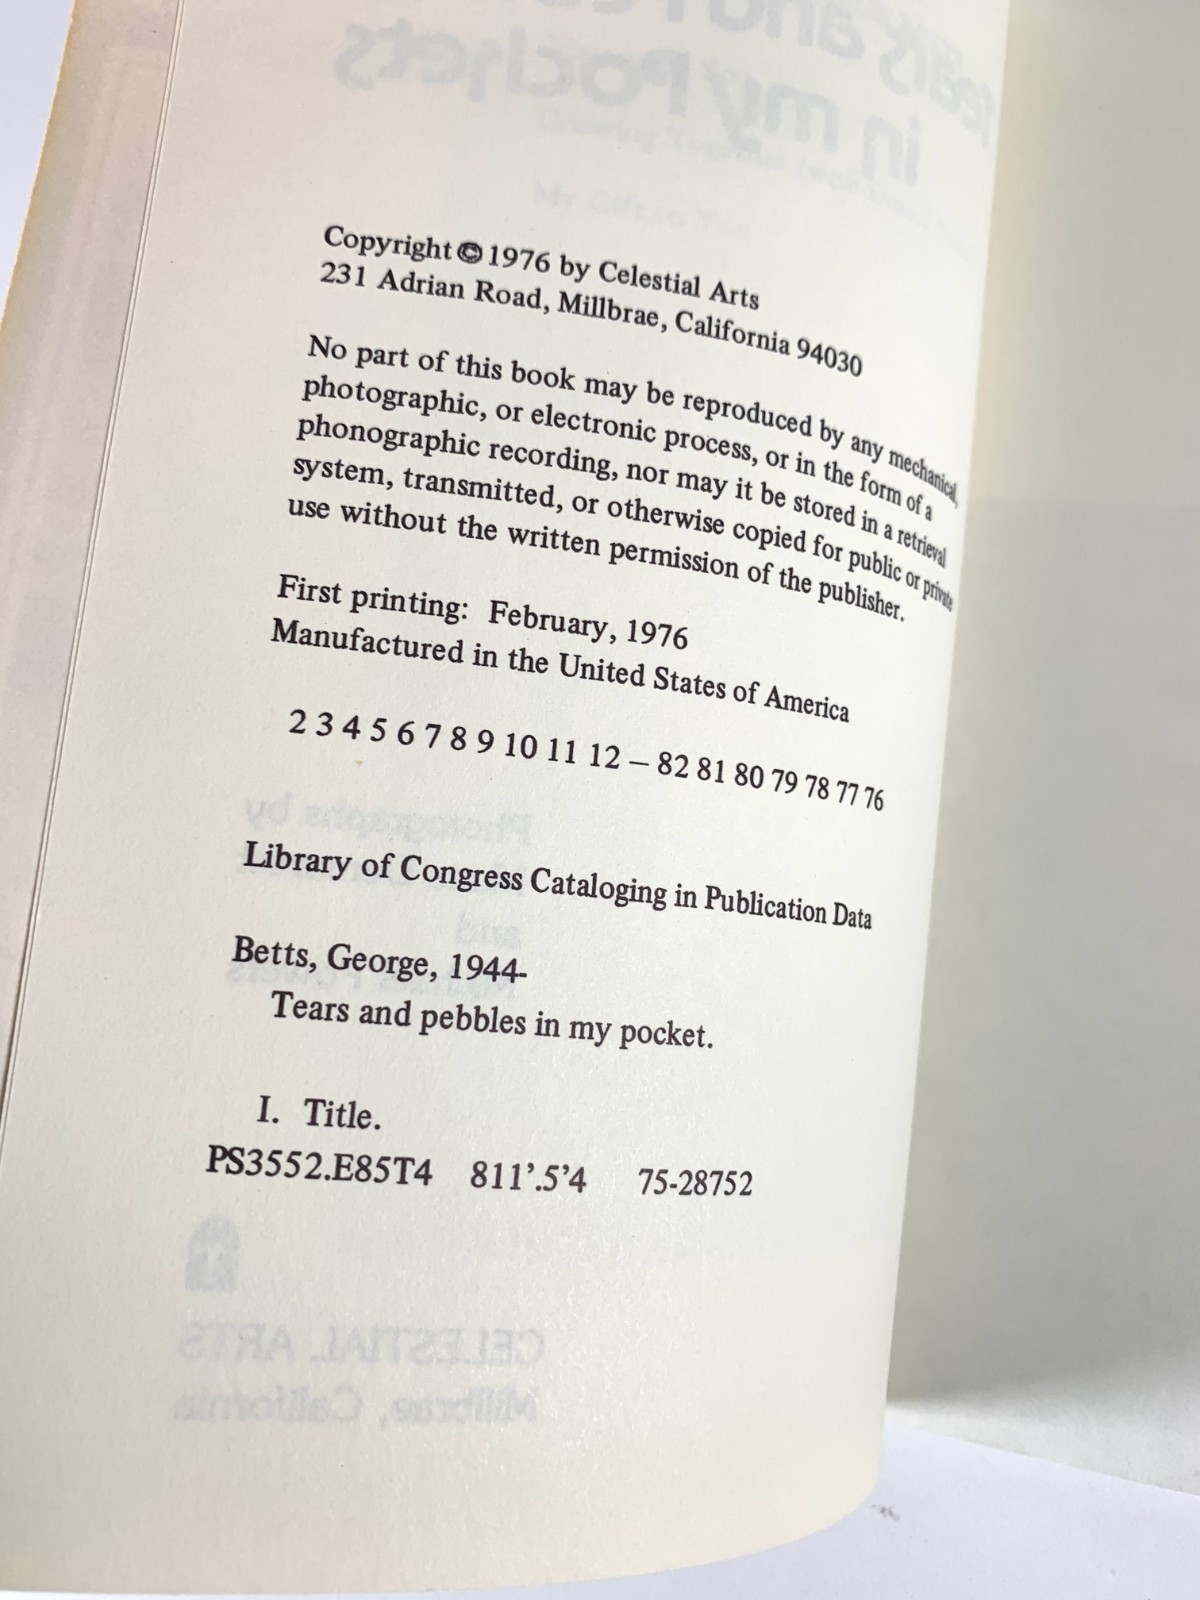 Copyright © 1976 by Celestial Arts
231 Adrian Road, Millbrae, California 94030
No part of this book may be reproduced by any mechanical,
photographic, or electronic process, or in the form of a
phonographic recording, nor may it be stored in a retrieval
system, transmitted, or otherwise copied for public or private
use without the written permission of the publisher.
First printing: February, 1976
Manufactured in the United States of America
2 3 4 5 6 7 8 9 10 11 12 – 82 81 80 79 78 77 76
Library of Congress Cataloging in Publication Data
Betts, George, 1944-
Tears and pebbles in my pocket.
I. Title.
PS3552.E85T4 811'.5'4 75-28752